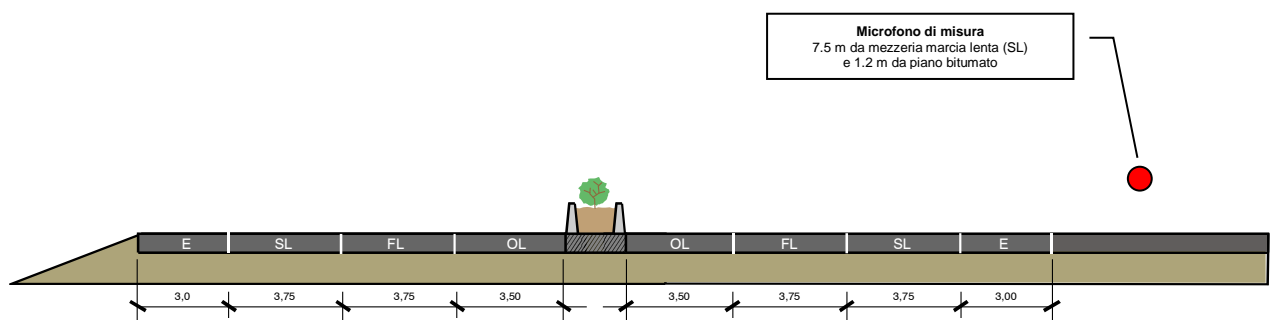 Microfono di misura
7.5 m da mezzeria marcia lenta (SL)
e 1.2 m da piano bitumato
E SL FL OL OL FL SL E
3,0 3,75 3,75 3,50 3,50 3,75 3,75 3,00